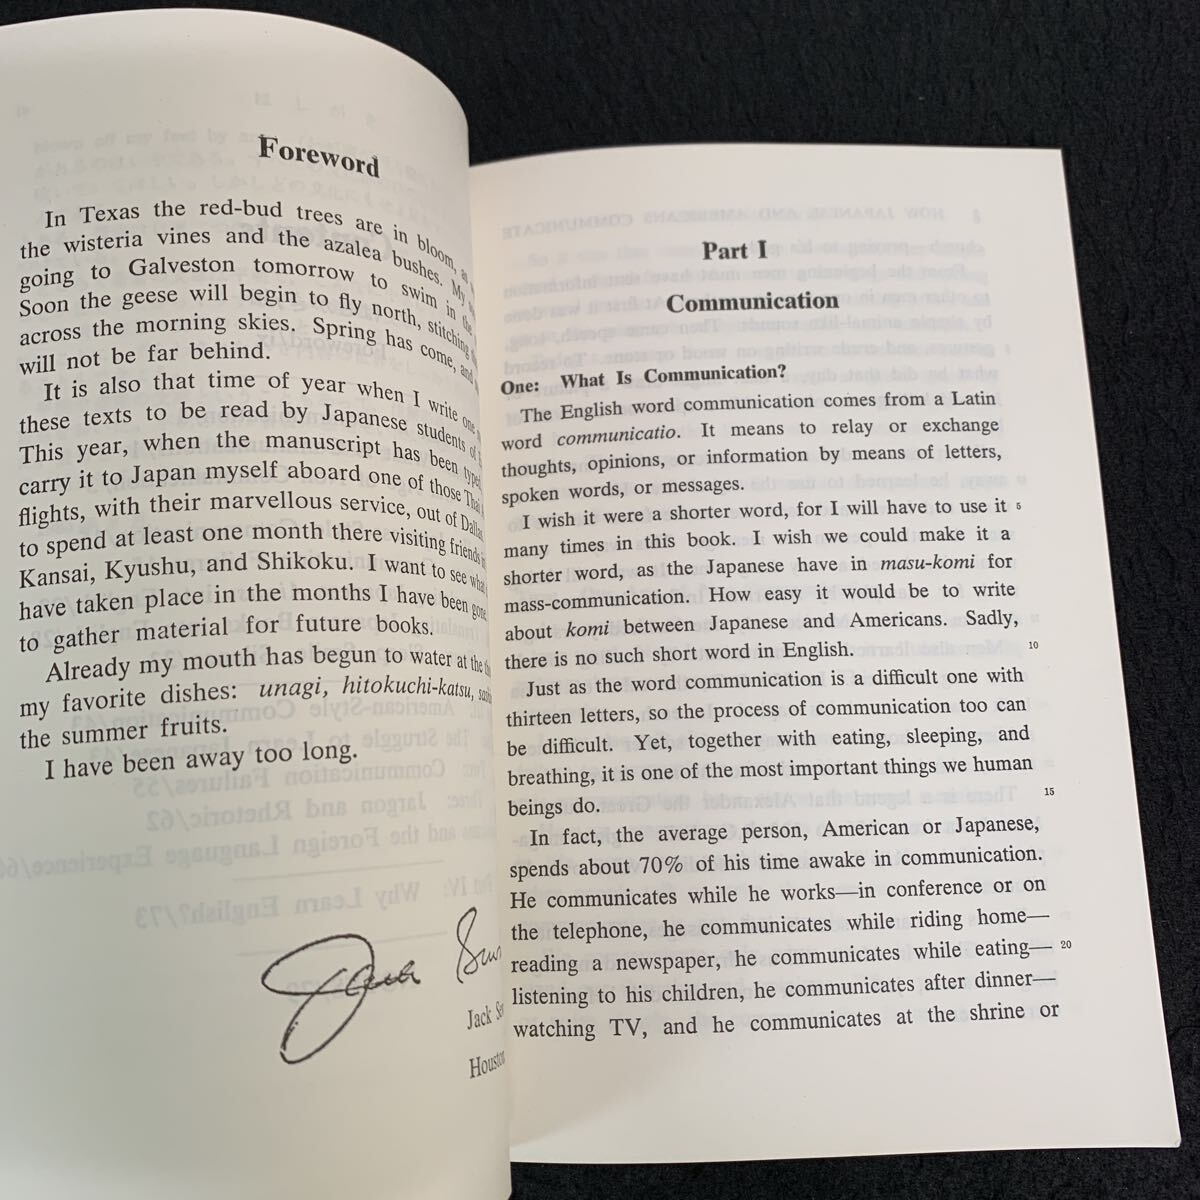 Foreword
In Texas the red-bud trees are in bloom, as
the wisteria vines and the azalea bushes. My
going to Galveston tomorrow to swim in the
Soon the geese will begin to fly north, stitching
across the morning skies. Spring has come, and
will not be far behind.
It is also that time of year when I write one
these texts to be read by Japanese students of
This year, when the manuscript has been typed,
carry it to Japan myself aboard one of those Thai
flights, with their marvellous service, out of Dallas,
to spend at least one month there visiting friends in
Kansai, Kyushu, and Shikoku. I want to see what
have taken place in the months I have been gone,
to gather material for future books.
Already my mouth has begun to water at the
my favorite dishes: unagi, hitokuchi-katsu,
the summer fruits.
I have been away too long.
Jack
Jack
Houston
Part I
Communication
One: What Is Communication?
The English word communication comes from a Latin
word communicatio. It means to relay or exchange
thoughts, opinions, or information by means of letters,
spoken words, or messages.
I wish it were a shorter word, for I will have to use it 5
many times in this book. I wish we could make it a
shorter word, as the Japanese have in masu-komi for
mass-communication. How easy it would be to write
about komi between Japanese and Americans. Sadly,
there is no such short word in English. 10
Just as the word communication is a difficult one with
thirteen letters, so the process of communication too can
be difficult. Yet, together with eating, sleeping, and
breathing, it is one of the most important things we human
beings do. 15
In fact, the average person, American or Japanese,
spends about 70% of his time awake in communication.
He communicates while he works—in conference or on
the telephone, he communicates while riding home—
reading a newspaper, he communicates while eating— 20
listening to his children, he communicates after dinner—
watching TV, and he communicates at the shrine or